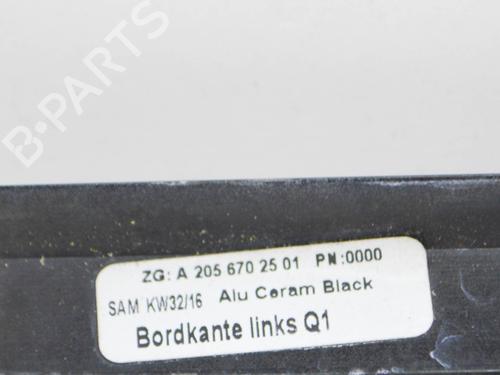 B-PARTS
ZG: A 205 670 25 01 PN:0000
SAM KW32/16 Alu Ceram Black
Bordkante links Q1